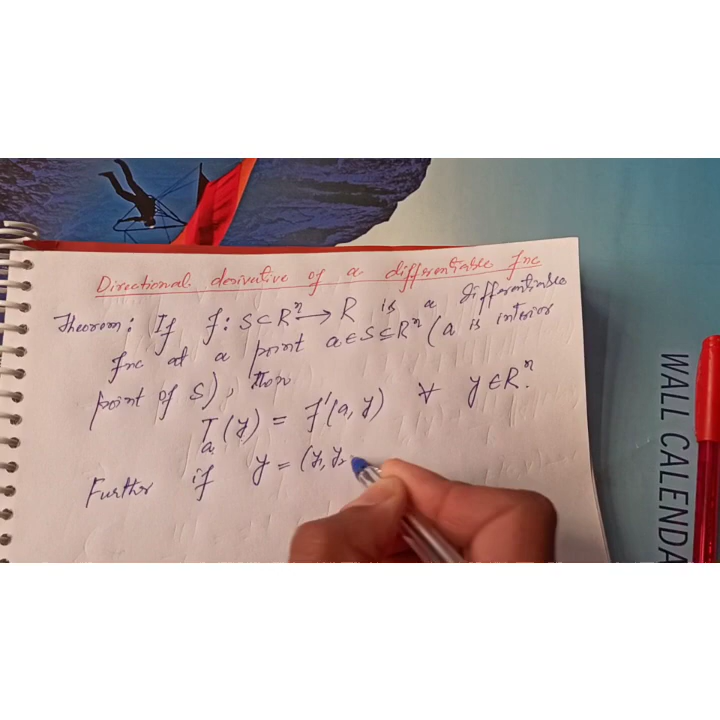 Directional derivative of a differentiable fnc
Theorem: If f: S⊂Rⁿ ⟶ R is a differentiable
fnc at a point a∈S⊆Rⁿ (a is interior
point of S), then
Tₐ(y) = f'(a, y) ∀ y∈Rⁿ.
Further if y = (y₁, y₂
WALL CALENDA